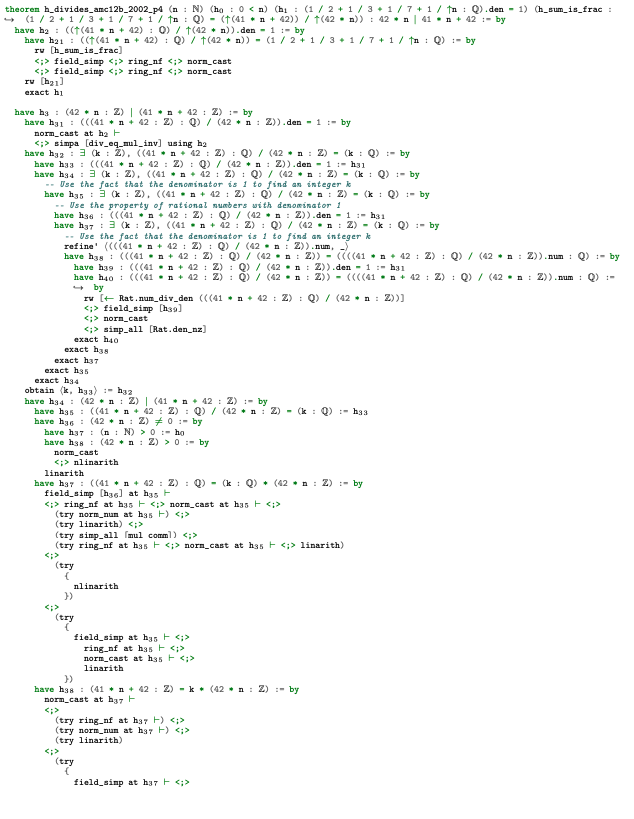 theorem h_divides_amc12b_2002_p4 (n : ℕ) (h₀ : 0 < n) (h₁ : (1 / 2 + 1 / 3 + 1 / 7 + 1 / ↑n : ℚ).den = 1) (h_sum_is_frac :
↪ (1 / 2 + 1 / 3 + 1 / 7 + 1 / ↑n : ℚ) = (↑(41 * n + 42)) / ↑(42 * n)) : 42 * n ∣ 41 * n + 42 := by
have h₂ : ((↑(41 * n + 42) : ℚ) / ↑(42 * n)).den = 1 := by
have h₂₁ : ((↑(41 * n + 42) : ℚ) / ↑(42 * n)) = (1 / 2 + 1 / 3 + 1 / 7 + 1 / ↑n : ℚ) := by
rw [h_sum_is_frac]
<;> field_simp <;> ring_nf <;> norm_cast
<;> field_simp <;> ring_nf <;> norm_cast
rw [h₂₁]
exact h₁
have h₃ : (42 * n : ℤ) ∣ (41 * n + 42 : ℤ) := by
have h₃₁ : (((41 * n + 42 : ℤ) : ℚ) / (42 * n : ℤ)).den = 1 := by
norm_cast at h₂ ⊢
<;> simpa [div_eq_mul_inv] using h₂
have h₃₂ : ∃ (k : ℤ), ((41 * n + 42 : ℤ) : ℚ) / (42 * n : ℤ) = (k : ℚ) := by
have h₃₃ : (((41 * n + 42 : ℤ) : ℚ) / (42 * n : ℤ)).den = 1 := h₃₁
have h₃₄ : ∃ (k : ℤ), ((41 * n + 42 : ℤ) : ℚ) / (42 * n : ℤ) = (k : ℚ) := by
-- Use the fact that the denominator is 1 to find an integer k
have h₃₅ : ∃ (k : ℤ), ((41 * n + 42 : ℤ) : ℚ) / (42 * n : ℤ) = (k : ℚ) := by
-- Use the property of rational numbers with denominator 1
have h₃₆ : (((41 * n + 42 : ℤ) : ℚ) / (42 * n : ℤ)).den = 1 := h₃₁
have h₃₇ : ∃ (k : ℤ), ((41 * n + 42 : ℤ) : ℚ) / (42 * n : ℤ) = (k : ℚ) := by
-- Use the fact that the denominator is 1 to find an integer k
refine' ⟨(((41 * n + 42 : ℤ) : ℚ) / (42 * n : ℤ)).num, _⟩
have h₃₈ : (((41 * n + 42 : ℤ) : ℚ) / (42 * n : ℤ)) = ((((41 * n + 42 : ℤ) : ℚ) / (42 * n : ℤ)).num : ℚ) := by
have h₃₉ : (((41 * n + 42 : ℤ) : ℚ) / (42 * n : ℤ)).den = 1 := h₃₁
have h₄₀ : (((41 * n + 42 : ℤ) : ℚ) / (42 * n : ℤ)) = ((((41 * n + 42 : ℤ) : ℚ) / (42 * n : ℤ)).num : ℚ) :=
↪ by
rw [← Rat.num_div_den (((41 * n + 42 : ℤ) : ℚ) / (42 * n : ℤ))]
<;> field_simp [h₃₉]
<;> norm_cast
<;> simp_all [Rat.den_nz]
exact h₄₀
exact h₃₈
exact h₃₇
exact h₃₅
exact h₃₄
obtain ⟨k, h₃₃⟩ := h₃₂
have h₃₄ : (42 * n : ℤ) ∣ (41 * n + 42 : ℤ) := by
have h₃₅ : ((41 * n + 42 : ℤ) : ℚ) / (42 * n : ℤ) = (k : ℚ) := h₃₃
have h₃₆ : (42 * n : ℤ) ≠ 0 := by
have h₃₇ : (n : ℕ) > 0 := h₀
have h₃₈ : (42 * n : ℤ) > 0 := by
norm_cast
<;> nlinarith
linarith
have h₃₇ : ((41 * n + 42 : ℤ) : ℚ) = (k : ℚ) * (42 * n : ℤ) := by
field_simp [h₃₆] at h₃₅ ⊢
<;> ring_nf at h₃₅ ⊢ <;> norm_cast at h₃₅ ⊢ <;>
(try norm_num at h₃₅ ⊢) <;>
(try linarith) <;>
(try simp_all [mul_comm]) <;>
(try ring_nf at h₃₅ ⊢ <;> norm_cast at h₃₅ ⊢ <;> linarith)
<;>
(try
{
nlinarith
})
<;>
(try
{
field_simp at h₃₅ ⊢ <;>
ring_nf at h₃₅ ⊢ <;>
norm_cast at h₃₅ ⊢ <;>
linarith
})
have h₃₈ : (41 * n + 42 : ℤ) = k * (42 * n : ℤ) := by
norm_cast at h₃₇ ⊢
<;>
(try ring_nf at h₃₇ ⊢) <;>
(try norm_num at h₃₇ ⊢) <;>
(try linarith)
<;>
(try
{
field_simp at h₃₇ ⊢ <;>